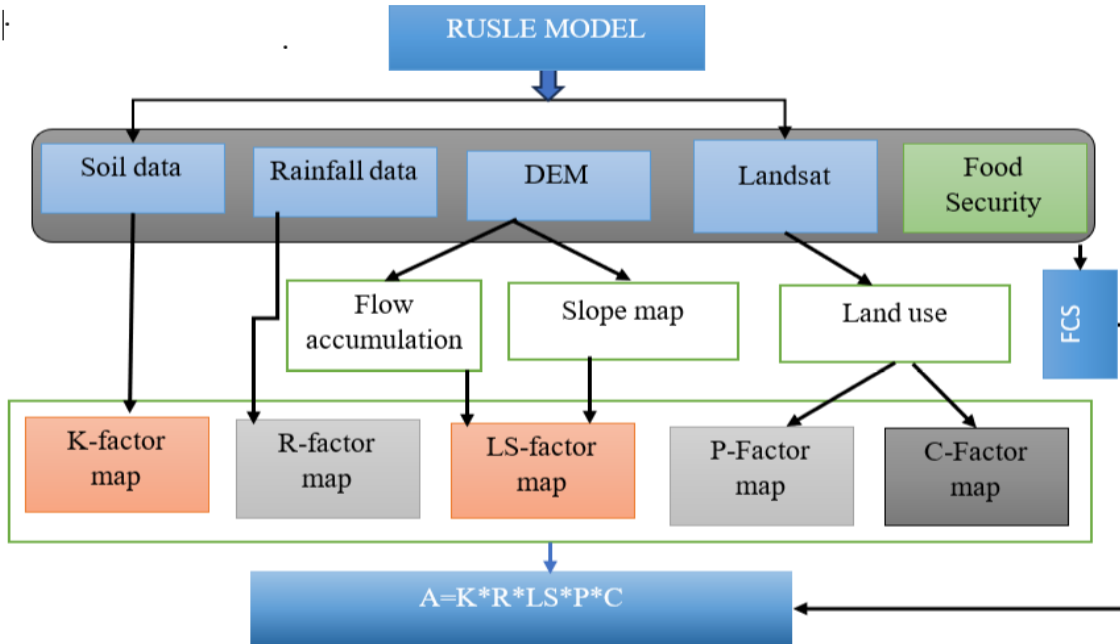 RUSLE MODEL
Soil data
Rainfall data
DEM
Landsat
Food
Security
Flow
accumulation
Slope map
Land use
FCS
K-factor
map
R-factor
map
LS-factor
map
P-Factor
map
C-Factor
map
A=K*R*LS*P*C